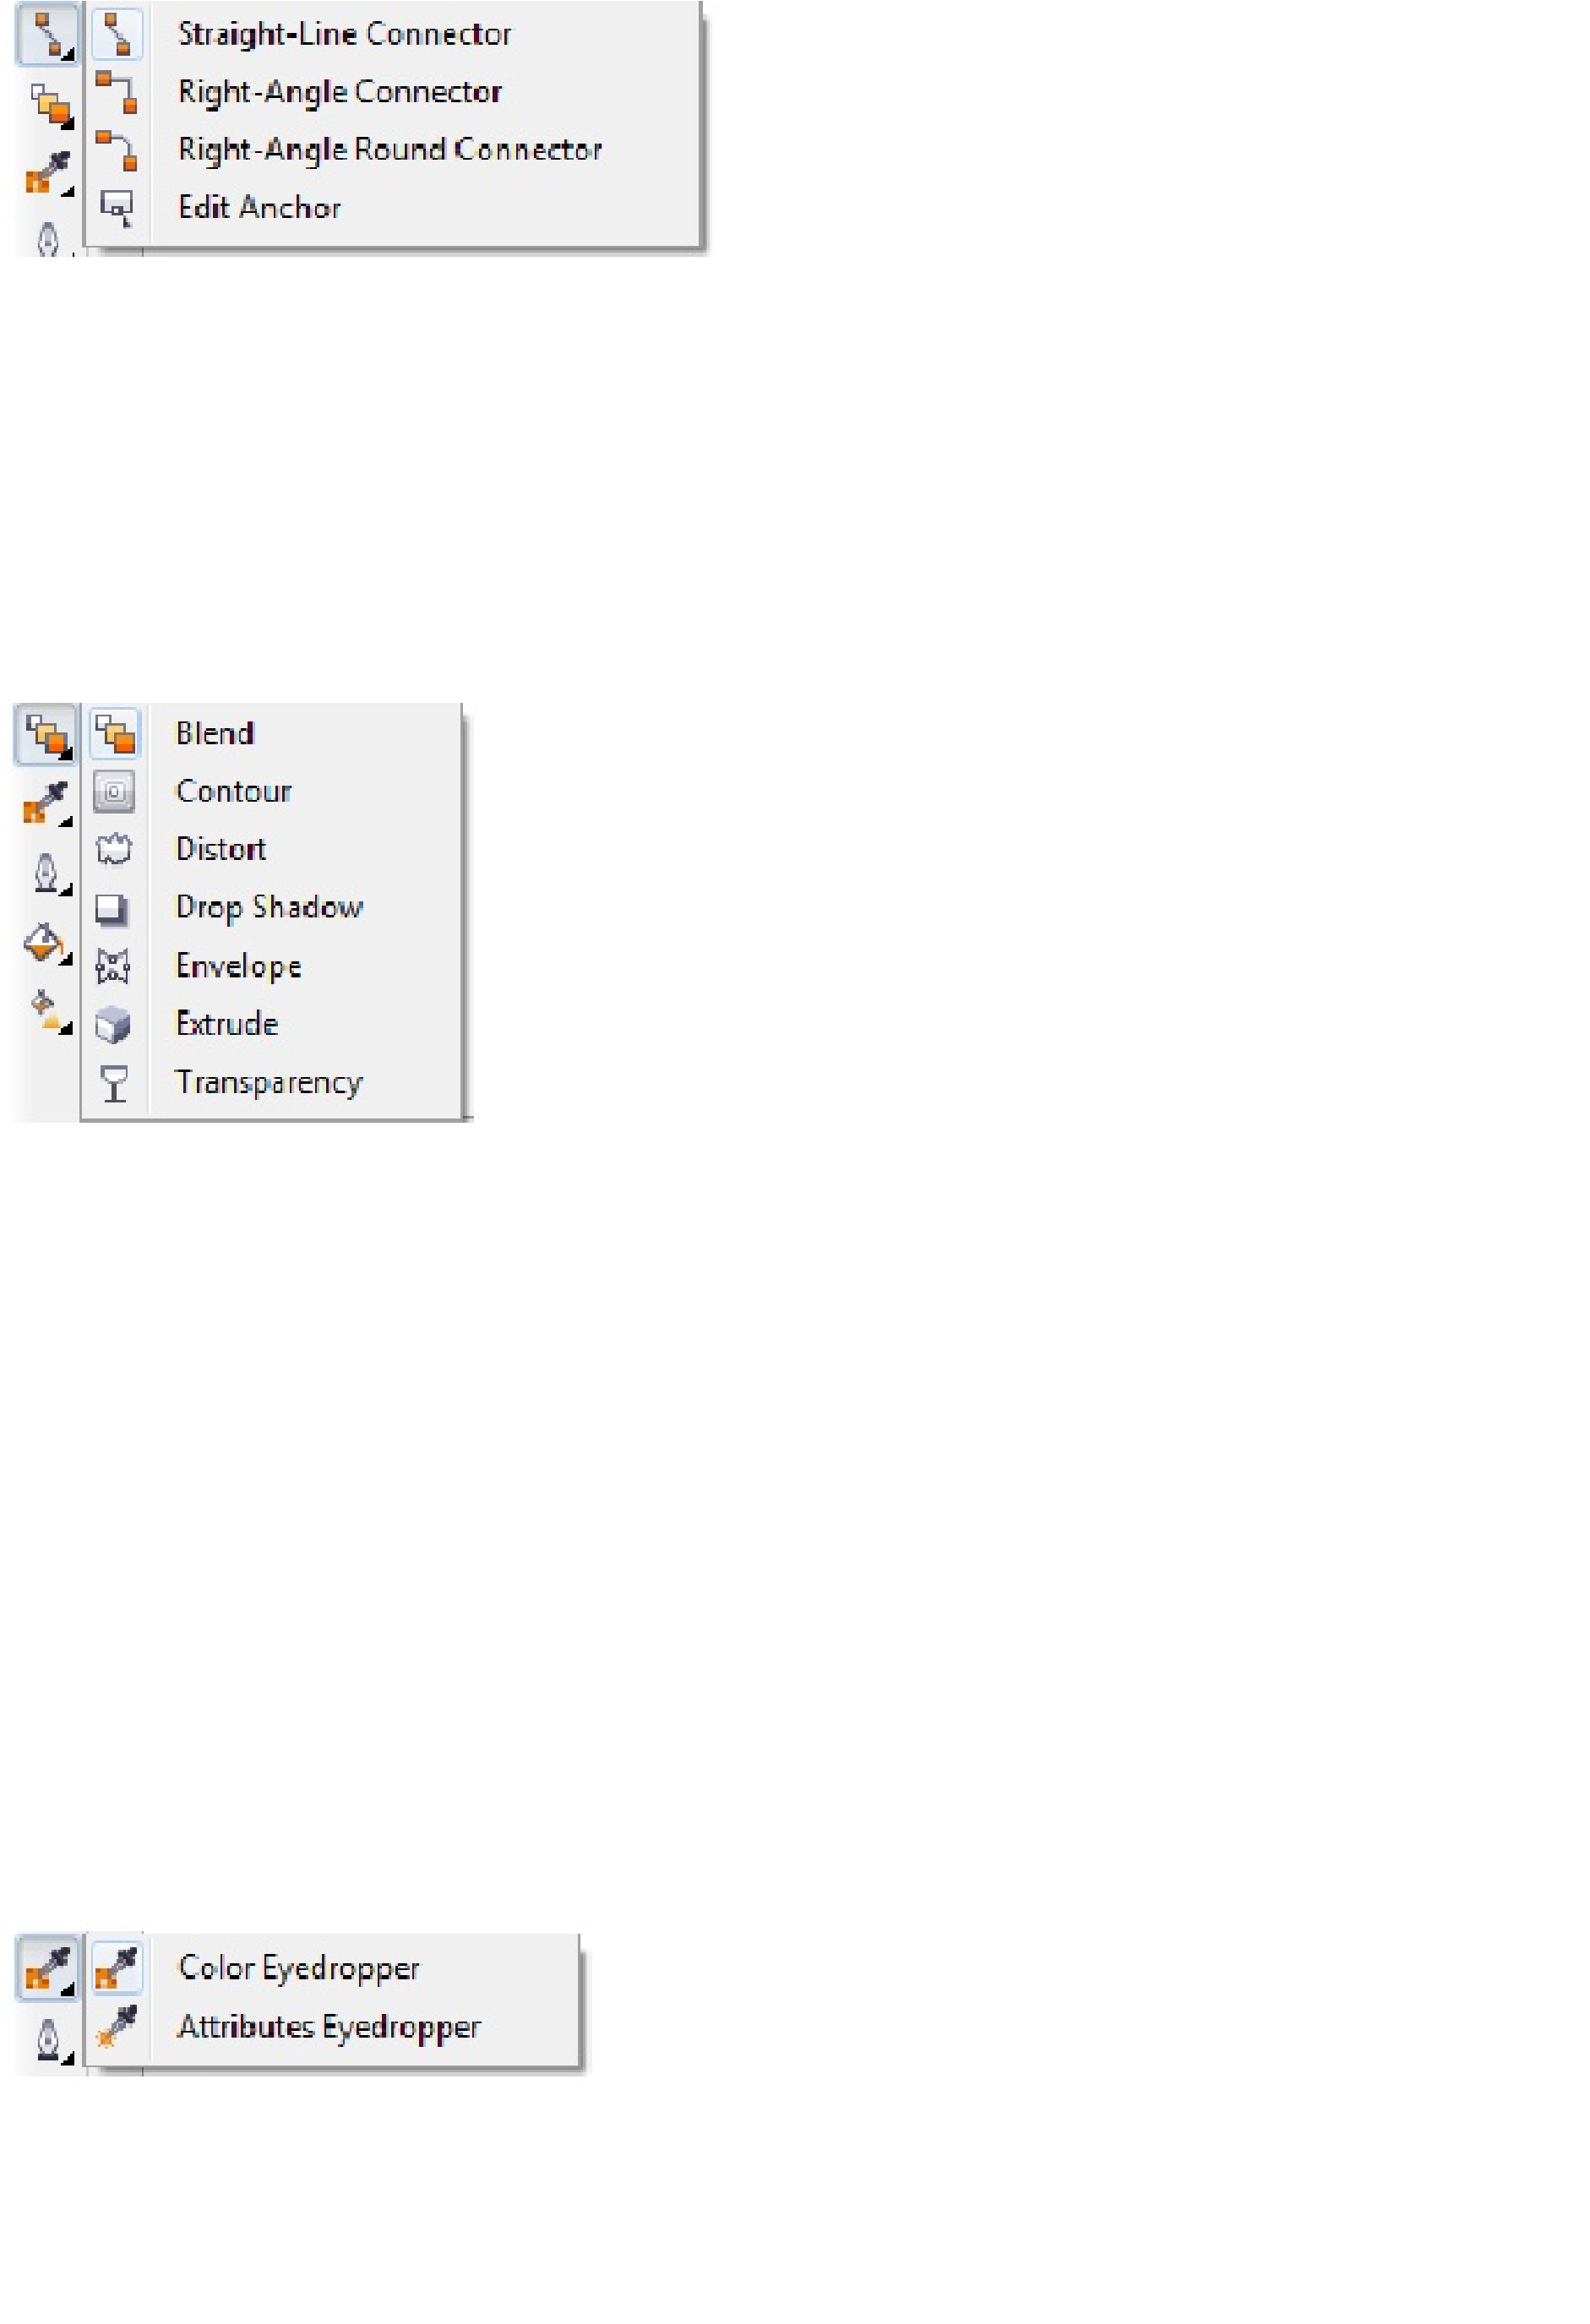 Straight-Line Connector
Right-Angle Connector
Right-Angle Round Connector
Edit Anchor
Blend
Contour
Distort
Drop Shadow
Envelope
Extrude
Transparency
Color Eyedropper
Attributes Eyedropper